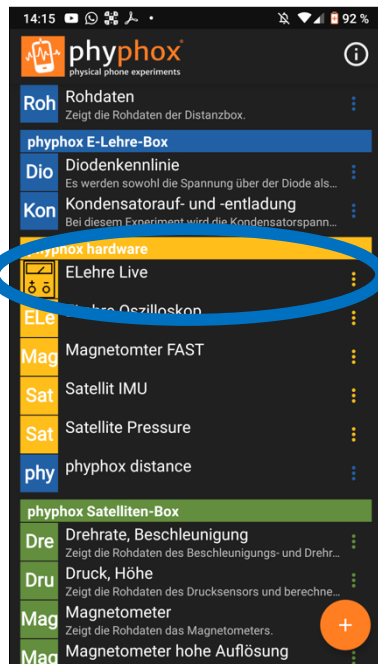 14:15 92 %
phyphox
physical phone experiments
Roh Rohdaten
Zeigt die Rohdaten der Distanzbox.
phyphox E-Lehre-Box
Dio Diodenkennlinie
Es werden sowohl die Spannung über der Diode als...
Kon Kondensatorauf- und -entladung
Bei diesem Experiment wird die Kondensatorspann...
phyphox hardware
ELehre Live
ELe Oszilloskop
Mag Magnetomter FAST
Sat Satellit IMU
Sat Satellite Pressure
phy phyphox distance
phyphox Satelliten-Box
Dre Drehrate, Beschleunigung
Zeigt die Rohdaten des Beschleunigungs- und Drehr...
Dru Druck, Höhe
Zeigt die Rohdaten des Drucksensors und berechne...
Mag Magnetometer
Zeigt die Rohdaten das Magnetometers.
Mag Magnetometer hohe Auflösung